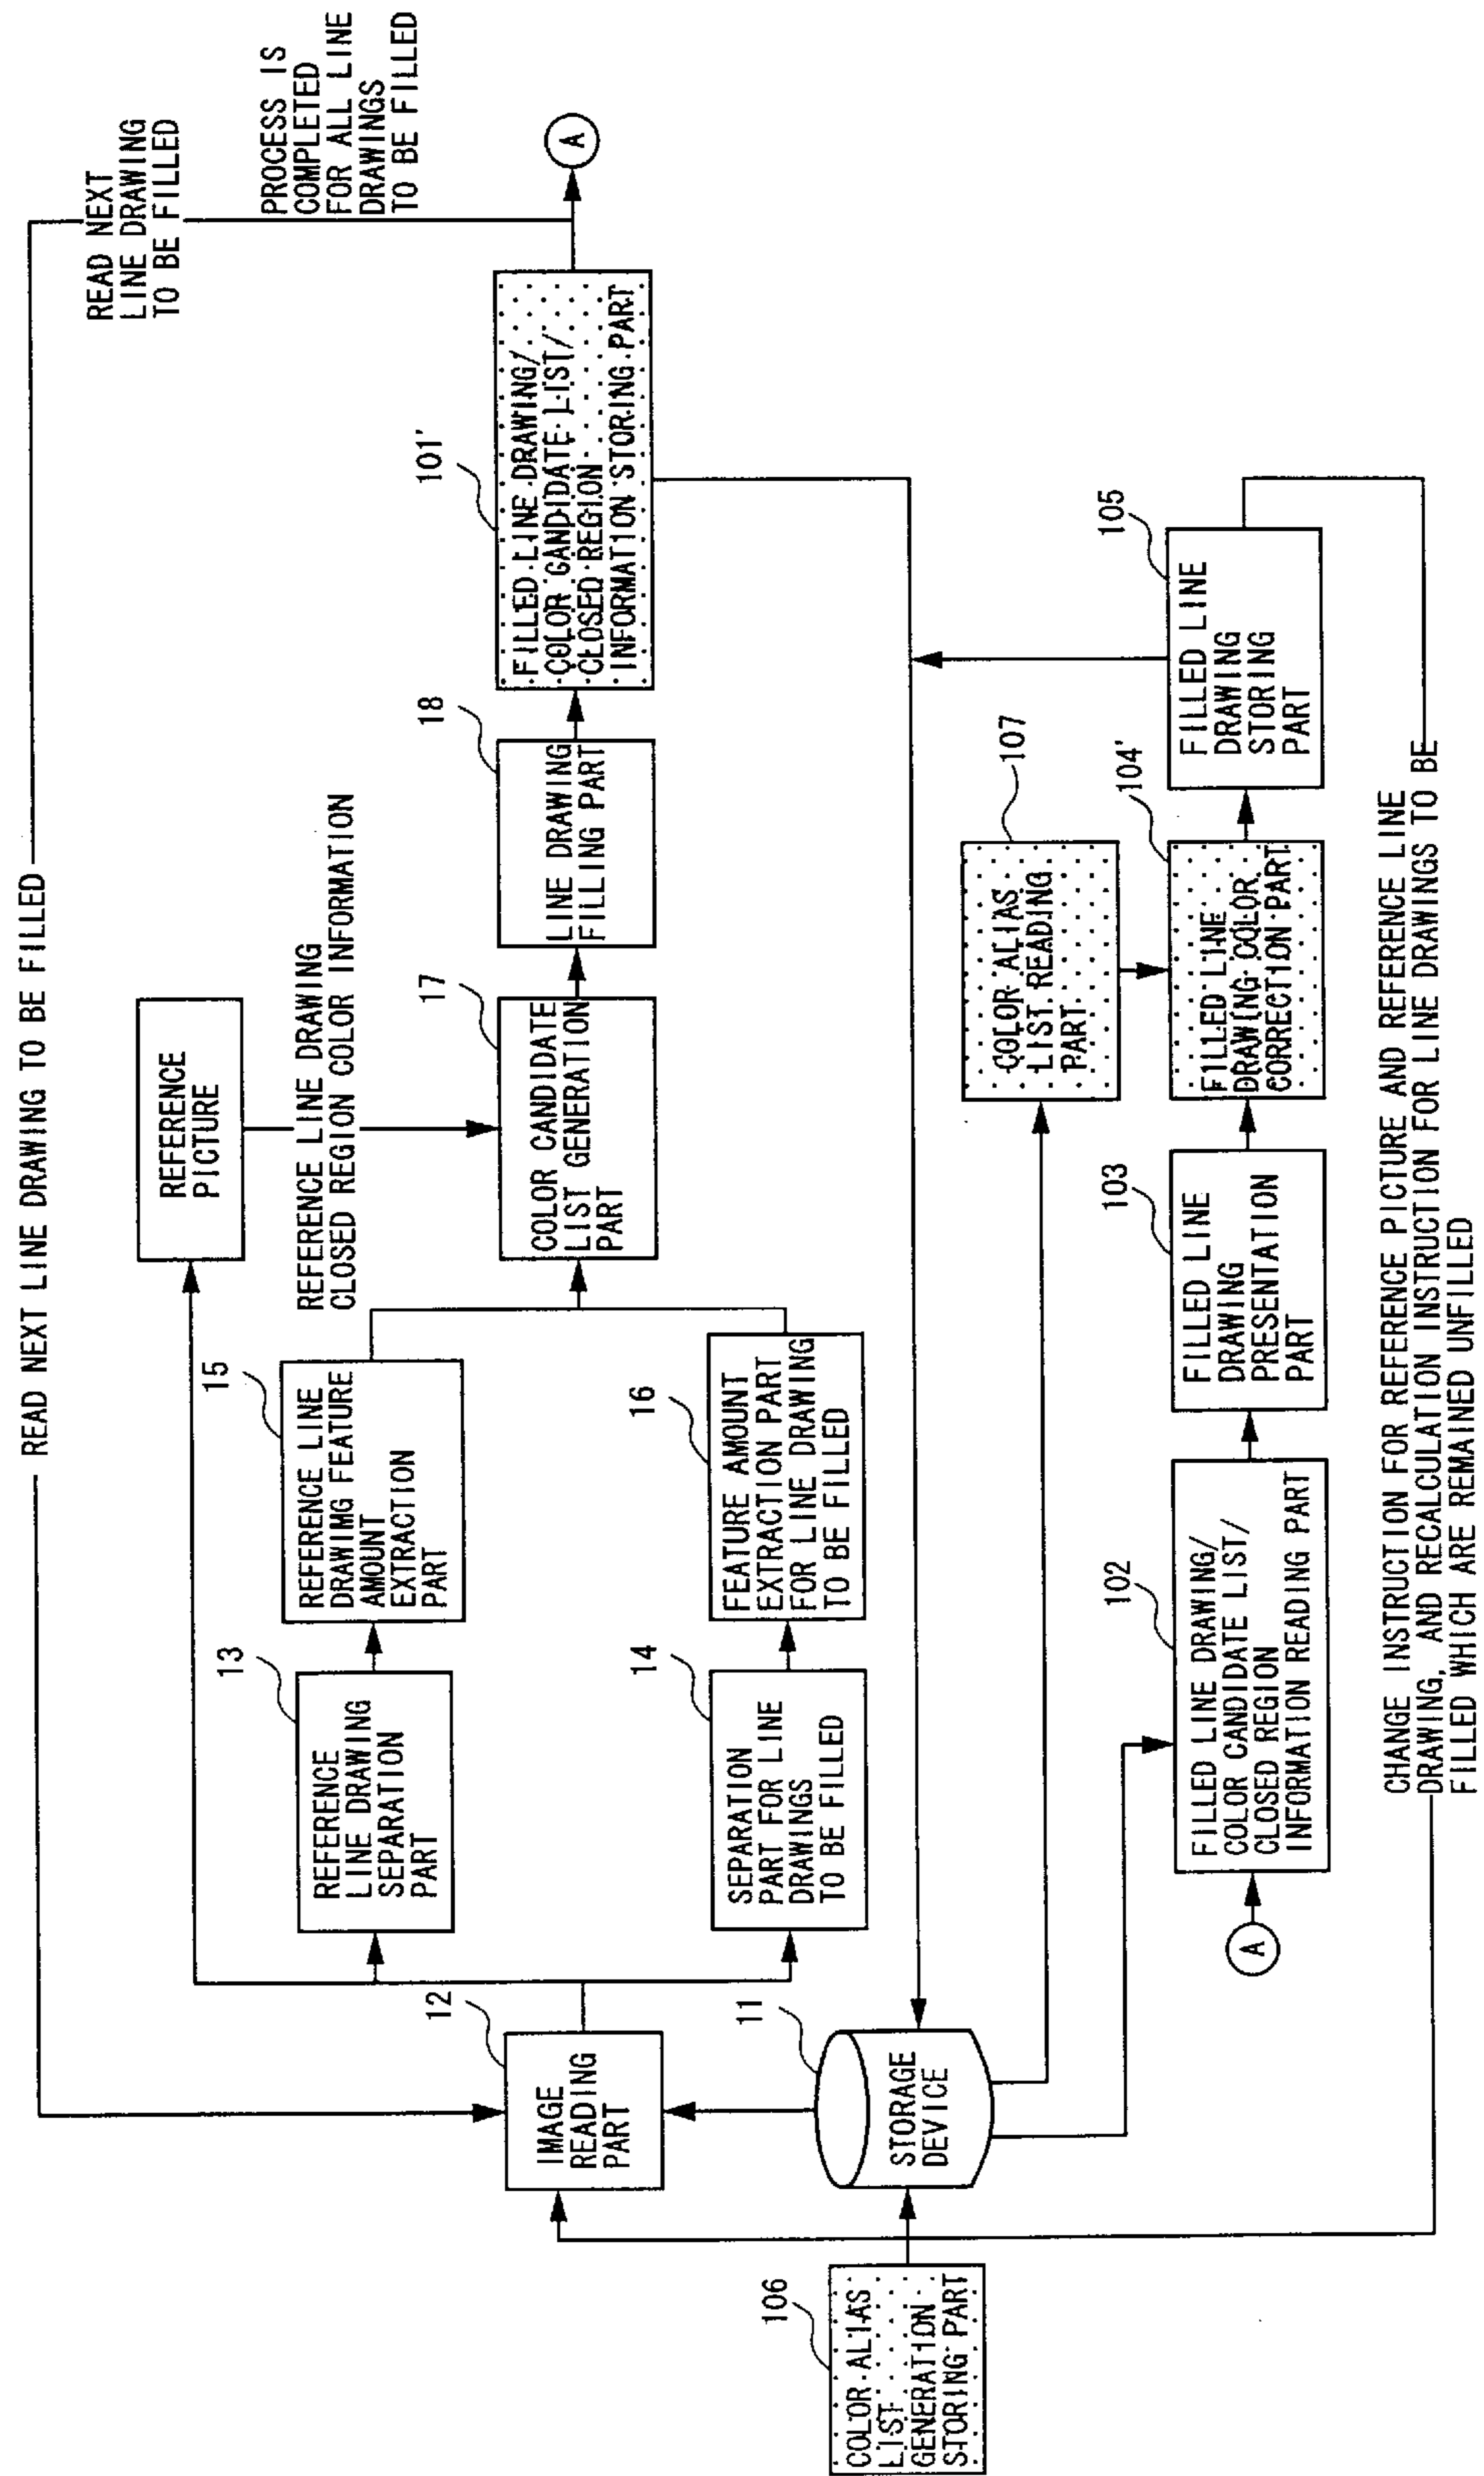 READ NEXT LINE DRAWING TO BE FILLED
READ NEXT
LINE DRAWING
TO BE FILLED
PROCESS IS
COMPLETED
FOR ALL LINE
DRAWINGS
TO BE FILLED
A
REFERENCE
PICTURE
REFERENCE LINE DRAWING
CLOSED REGION COLOR INFORMATION
12
IMAGE
READING
PART
13
REFERENCE
LINE DRAWING
SEPARATION
PART
15
REFERENCE LINE
DRAWIMG FEATURE
AMOUNT
EXTRACTION
PART
14
SEPARATION
PART FOR LINE
DRAWINGS
TO BE FILLED
16
FEATURE AMOUNT
EXTRACTION PART
FOR LINE DRAWING
TO BE FILLED
17
COLOR CANDIDATE
LIST GENERATION
PART
18
LINE DRAWING
FILLING PART
101'
FILLED LINE DRAWING/
COLOR CANDIDATE LIST/
CLOSED REGION
INFORMATION STORING PART
106
COLOR ALIAS
LIST
GENERATION
STORING PART
11
STORAGE
DEVICE
107
COLOR ALIAS
LIST READING
PART
A
102
FILLED LINE DRAWING/
COLOR CANDIDATE LIST/
CLOSED REGION
INFORMATION READING PART
103
FILLED LINE
DRAWING
PRESENTATION
PART
104'
FILLED LINE
DRAWING COLOR
CORRECTION PART
105
FILLED LINE
DRAWING
STORING
PART
CHANGE INSTRUCTION FOR REFERENCE PICTURE AND REFERENCE LINE
DRAWING, AND RECALCULATION INSTRUCTION FOR LINE DRAWINGS TO BE
FILLED WHICH ARE REMAINED UNFILLED